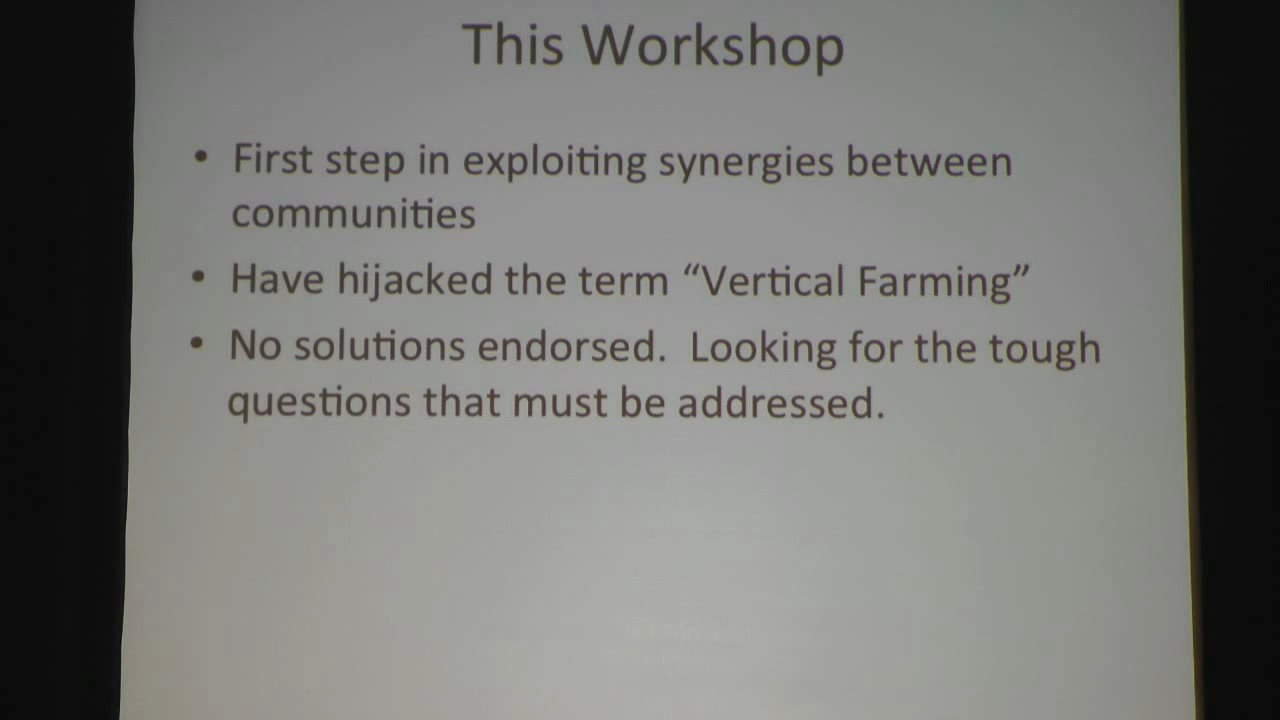 This Workshop
• First step in exploiting synergies between
communities
• Have hijacked the term “Vertical Farming”
• No solutions endorsed.  Looking for the tough
questions that must be addressed.